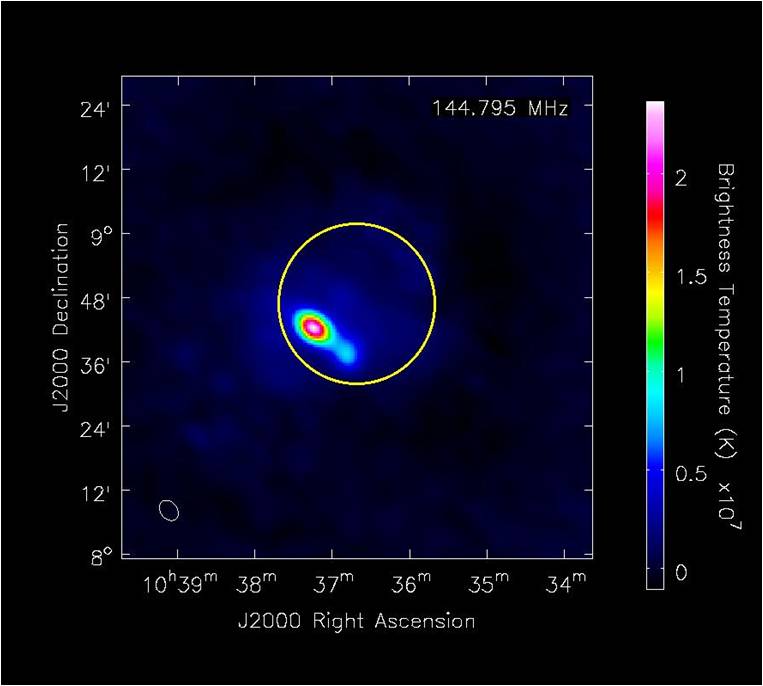 144.795 MHz
24'
12'
9°
48'
36'
24'
12'
8°
J2000 Declination
10ʰ39ᵐ 38ᵐ 37ᵐ 36ᵐ 35ᵐ 34ᵐ
J2000 Right Ascension
2
1.5
1
0.5
0
Brightness Temperature (K) x10⁷